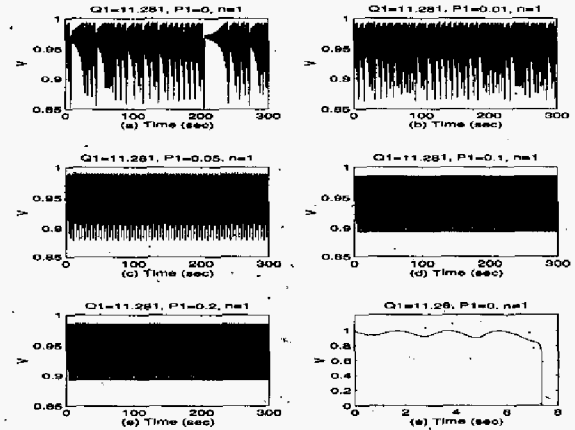 Q1=11.281, P1=0, n=1
1
0.95
0.9
0.85
V
0 100 200 300
(a) Time (sec)
Q1=11.281, P1=0.01, n=1
1
0.95
0.9
0.85
V
0 100 200 300
(b) Time (sec)
Q1=11.281, P1=0.05, n=1
1
0.95
0.9
0.85
V
0 100 200 300
(c) Time (sec)
Q1=11.281, P1=0.1, n=1
1
0.95
0.9
0.85
V
0 100 200 300
(d) Time (sec)
Q1=11.281, P1=0.2, n=1
1
0.95
0.9
0.85
V
0 100 200 300
(e) Time (sec)
Q1=11.28, P1=0, n=1
1
0.8
0.6
0.4
0.2
0
V
0 2 4 6 8
(e) Time (sec)